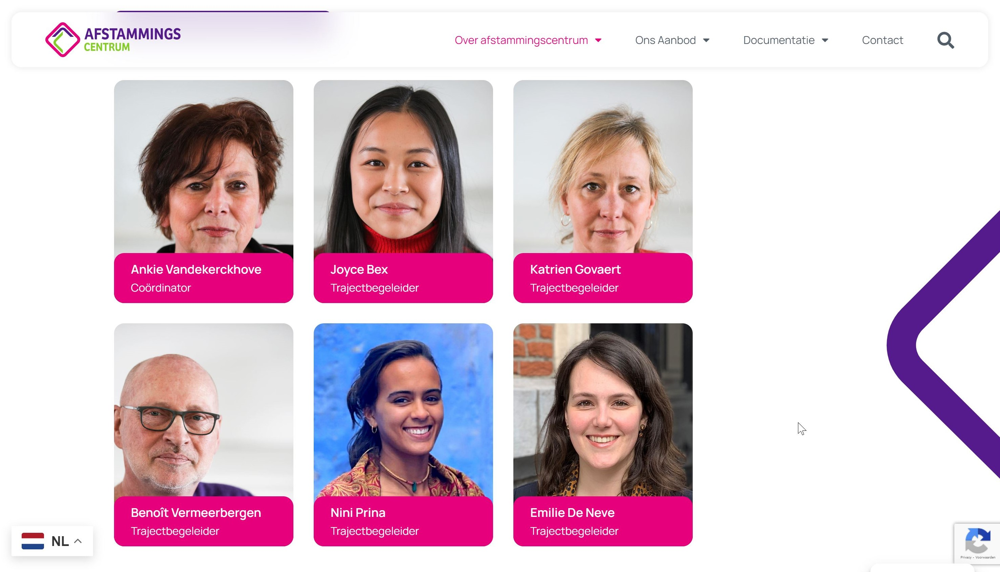 AFSTAMMINGS
CENTRUM
Over afstammingscentrum
Ons Aanbod
Documentatie
Contact
Ankie Vandekerckhove
Coördinator
Joyce Bex
Trajectbegeleider
Katrien Govaert
Trajectbegeleider
Benoît Vermeerbergen
Trajectbegeleider
Nini Prina
Trajectbegeleider
Emilie De Neve
Trajectbegeleider
NL
Privacy - Voorwaarden